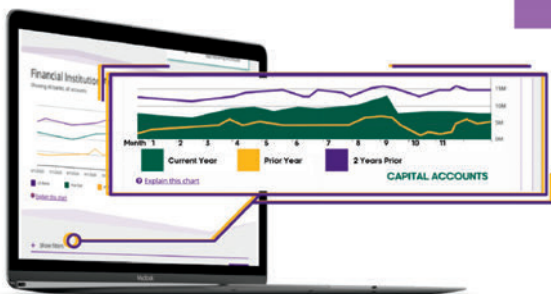 Financial Institution
15M
10M
5M
0M
Month 1 2 3 4 5 6 7 8 9 10 11
Current Year Prior Year 2 Years Prior
Explain this chart
CAPITAL ACCOUNTS
Explain this chart
Show filters